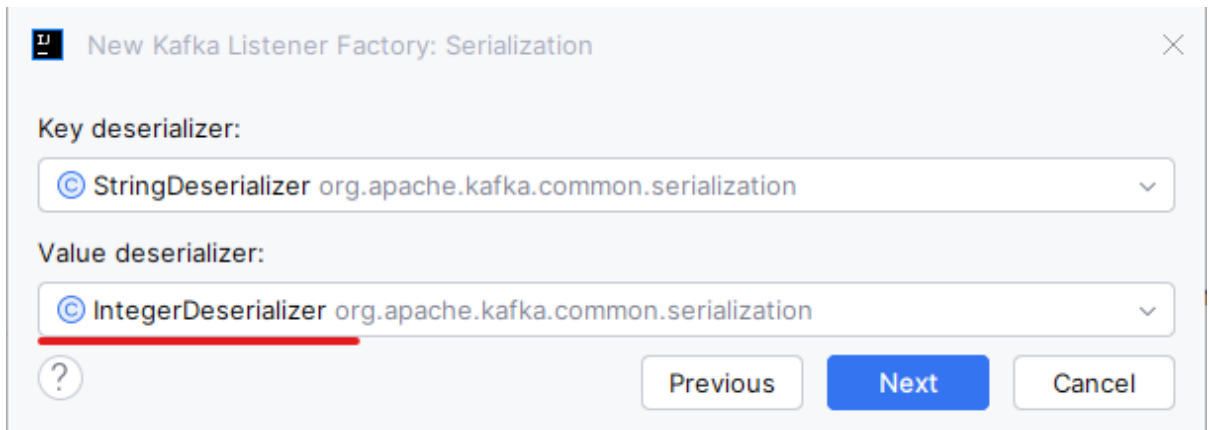 IJ New Kafka Listener Factory: Serialization
Key deserializer:
© StringDeserializer org.apache.kafka.common.serialization
Value deserializer:
© IntegerDeserializer org.apache.kafka.common.serialization
? Previous Next Cancel